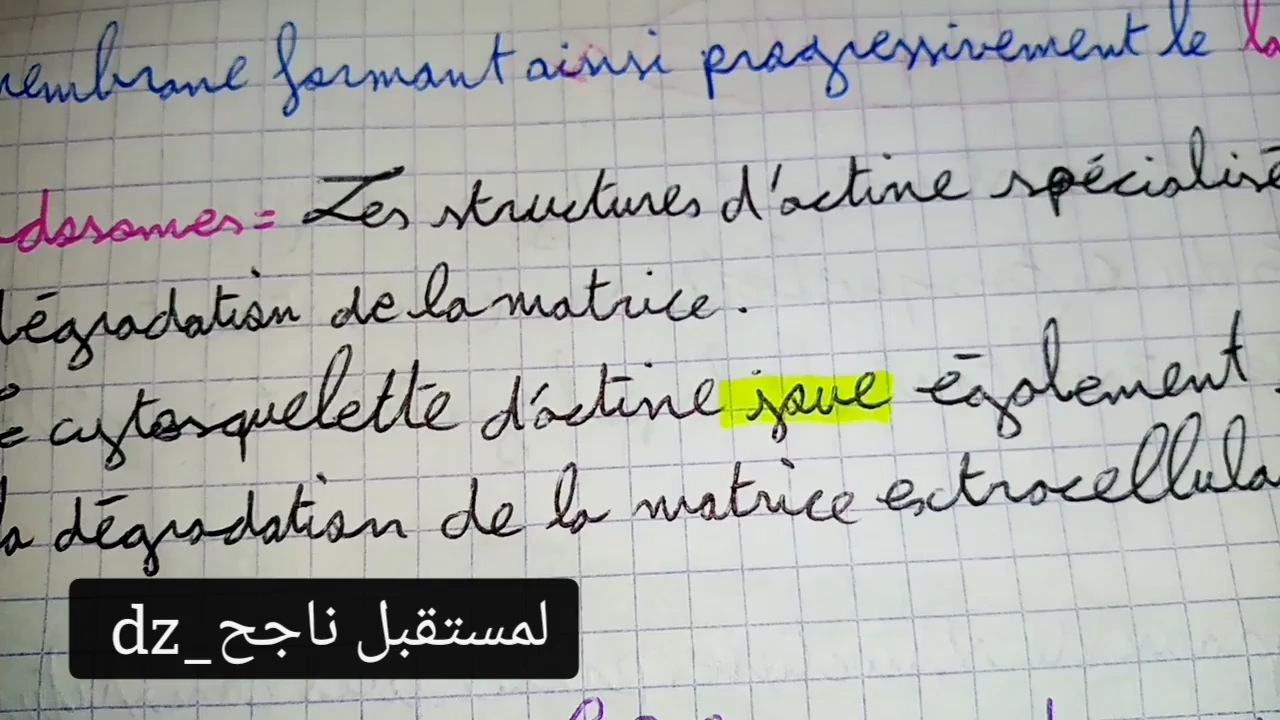 membrane formant ainsi progressivement le
dosomes = Les structures d'actine spécialisé
dégradation de la matrice.
cytosquelette d'actine joue également
la dégradation de la matrice extracellula
لمستقبل ناجح_dz